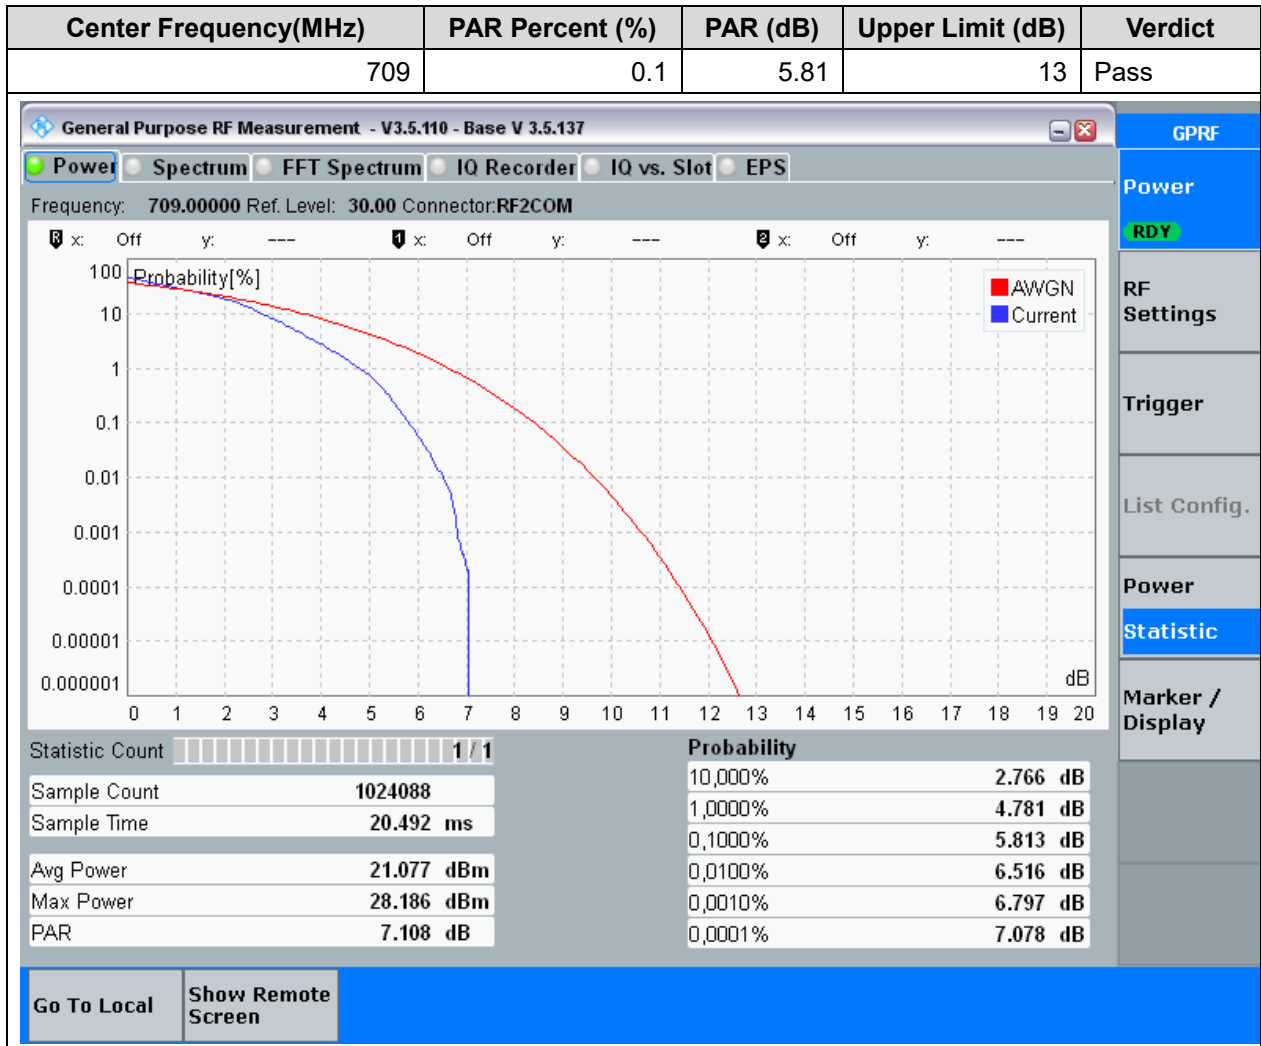 Center Frequency(MHz) PAR Percent (%) PAR (dB) Upper Limit (dB) Verdict
709 0.1 5.81 13 Pass
General Purpose RF Measurement - V3.5.110 - Base V 3.5.137
Power Spectrum FFT Spectrum IQ Recorder IQ vs. Slot EPS
Frequency: 709.00000 Ref. Level: 30.00 Connector:RF2COM
R x: Off y: --- 1 x: Off y: --- 2 x: Off y: ---
Probability[%]
100
10
1
0.1
0.01
0.001
0.0001
0.00001
0.000001
AWGN
Current
dB
0 1 2 3 4 5 6 7 8 9 10 11 12 13 14 15 16 17 18 19 20
Statistic Count 1 / 1
Sample Count 1024088
Sample Time 20.492 ms
Avg Power 21.077 dBm
Max Power 28.186 dBm
PAR 7.108 dB
Probability
10,000% 2.766 dB
1,0000% 4.781 dB
0,1000% 5.813 dB
0,0100% 6.516 dB
0,0010% 6.797 dB
0,0001% 7.078 dB
GPRF
Power
RDY
RF
Settings
Trigger
List Config.
Power
Statistic
Marker /
Display
Go To Local
Show Remote
Screen